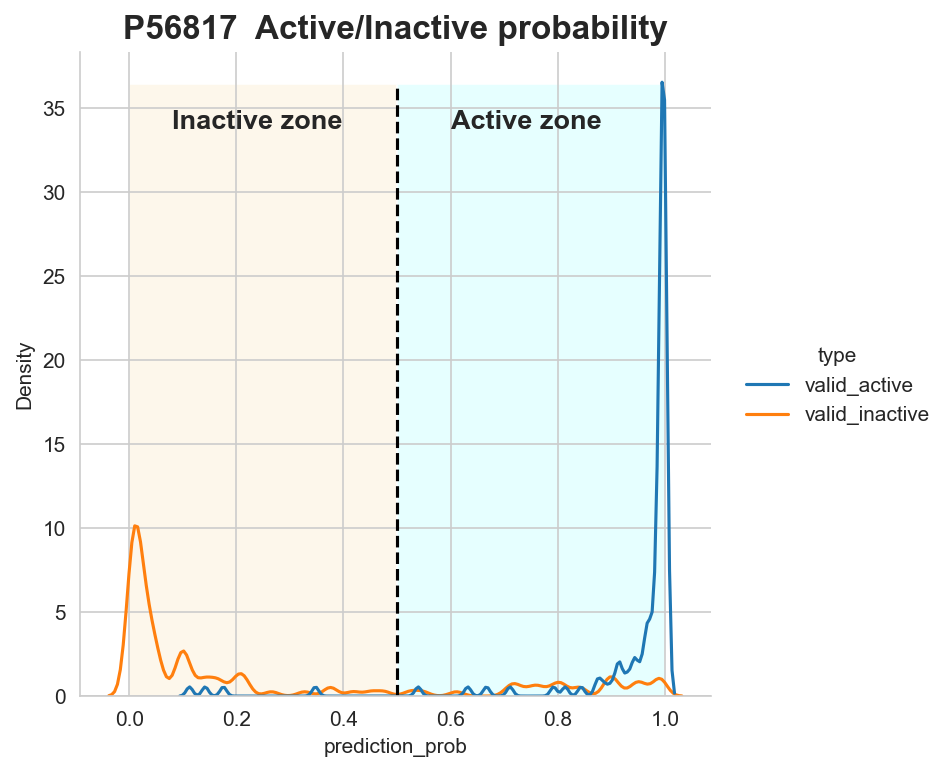 P56817  Active/Inactive probability
Inactive zone
Active zone
35
30
25
20
15
10
5
0
Density
0.0
0.2
0.4
0.6
0.8
1.0
prediction_prob
type
valid_active
valid_inactive